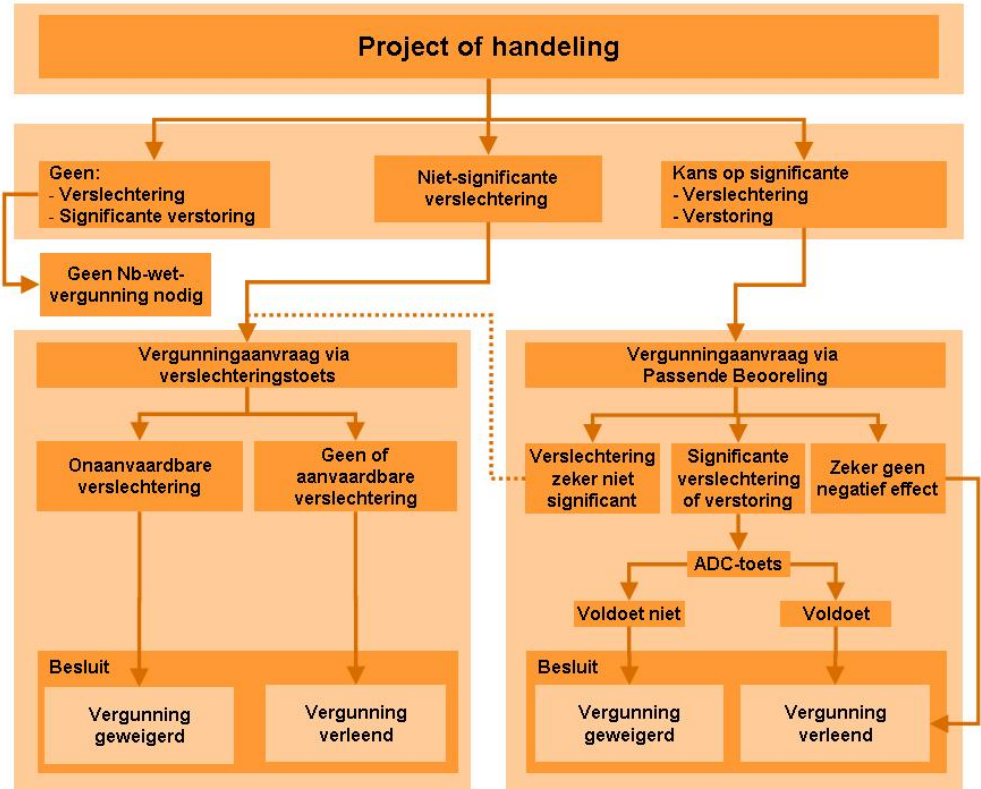 Project of handeling
Geen:
- Verslechtering
- Significante verstoring
Niet-significante
verslechtering
Kans op significante
- Verslechtering
- Verstoring
Geen Nb-wet-
vergunning nodig
Vergunningaanvraag via
verslechteringstoets
Onaanvaardbare
verslechtering
Geen of
aanvaardbare
verslechtering
Besluit
Vergunning
geweigerd
Vergunning
verleend
Vergunningaanvraag via
Passende Beooreling
Verslechtering
zeker niet
significant
Significante
verslechtering
of verstoring
Zeker geen
negatief effect
ADC-toets
Voldoet niet
Voldoet
Besluit
Vergunning
geweigerd
Vergunning
verleend